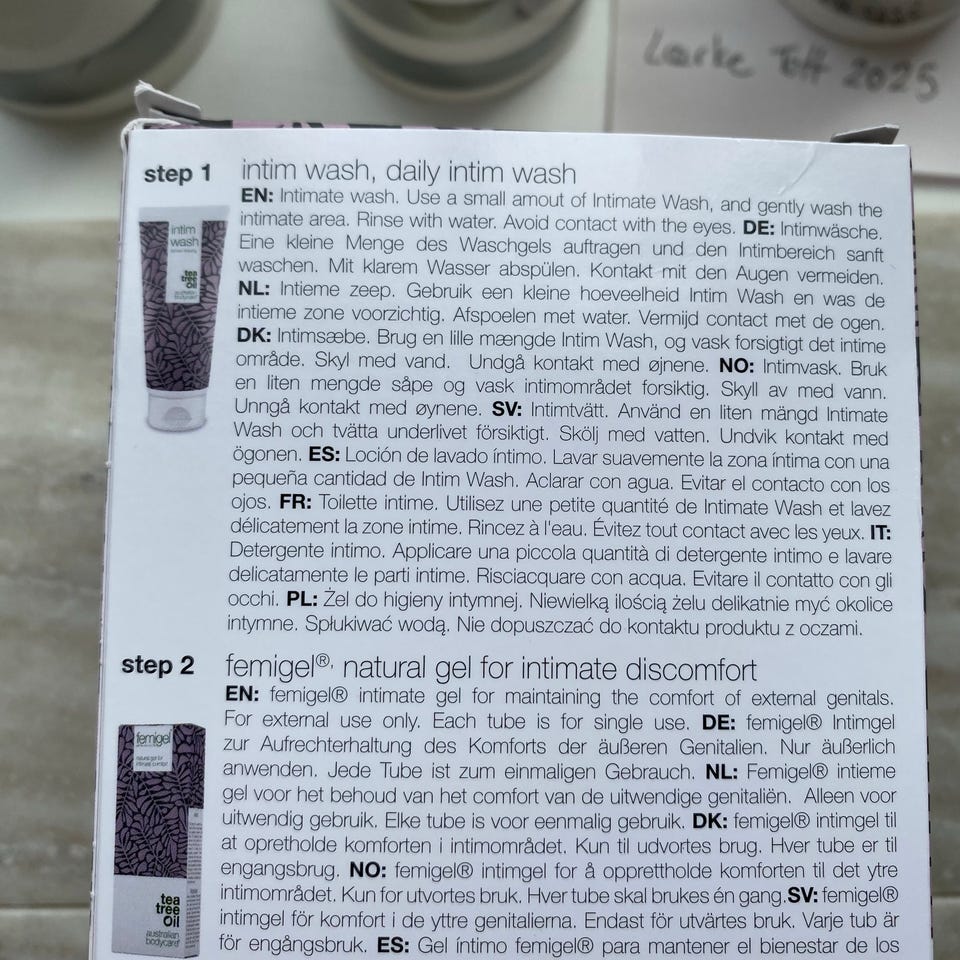 Lærke Toft 2025
step 1
intim wash, daily intim wash
EN: Intimate wash. Use a small amout of Intimate Wash, and gently wash the
intimate area. Rinse with water. Avoid contact with the eyes. DE: Intimwäsche.
Eine kleine Menge des Waschgels auftragen und den Intimbereich sanft
waschen. Mit klarem Wasser abspülen. Kontakt mit den Augen vermeiden.
NL: Intieme zeep. Gebruik een kleine hoeveelheid Intim Wash en was de
intieme zone voorzichtig. Afspoelen met water. Vermijd contact met de ogen.
DK: Intimsæbe. Brug en lille mængde Intim Wash, og vask forsigtigt det intime
område. Skyl med vand. Undgå kontakt med øjnene. NO: Intimvask. Bruk
en liten mengde såpe og vask intimområdet forsiktig. Skyll av med vann.
Unngå kontakt med øynene. SV: Intimtvätt. Använd en liten mängd Intimate
Wash och tvätta underlivet försiktigt. Skölj med vatten. Undvik kontakt med
ögonen. ES: Loción de lavado íntimo. Lavar suavemente la zona íntima con una
pequeña cantidad de Intim Wash. Aclarar con agua. Evitar el contacto con los
ojos. FR: Toilette intime. Utilisez une petite quantité de Intimate Wash et lavez
délicatement la zone intime. Rincez à l'eau. Évitez tout contact avec les yeux. IT:
Detergente intimo. Applicare una piccola quantità di detergente intimo e lavare
delicatamente le parti intime. Risciacquare con acqua. Evitare il contatto con gli
occhi. PL: Żel do higieny intymnej. Niewielką ilością żelu delikatnie myć okolice
intymne. Spłukiwać wodą. Nie dopuszczać do kontaktu produktu z oczami.
intim
wash
tea
tree
oil
australian
bodycare
step 2
femigel®, natural gel for intimate discomfort
EN: femigel® intimate gel for maintaining the comfort of external genitals.
For external use only. Each tube is for single use. DE: femigel® Intimgel
zur Aufrechterhaltung des Komforts der äußeren Genitalien. Nur äußerlich
anwenden. Jede Tube ist zum einmaligen Gebrauch. NL: Femigel® intieme
gel voor het behoud van het comfort van de uitwendige genitaliën. Alleen voor
uitwendig gebruik. Elke tube is voor eenmalig gebruik. DK: femigel® intimgel til
at opretholde komforten i intimområdet. Kun til udvortes brug. Hver tube er til
engangsbrug. NO: femigel® intimgel for å opprettholde komforten til det ytre
intimområdet. Kun for utvortes bruk. Hver tube skal brukes én gang.SV: femigel®
intimgel för komfort i de yttre genitalierna. Endast för utvärtes bruk. Varje tub är
för engångsbruk. ES: Gel íntimo femigel® para mantener el bienestar de los
femigel
natural gel for
tea
tree
oil
australian
bodycare®